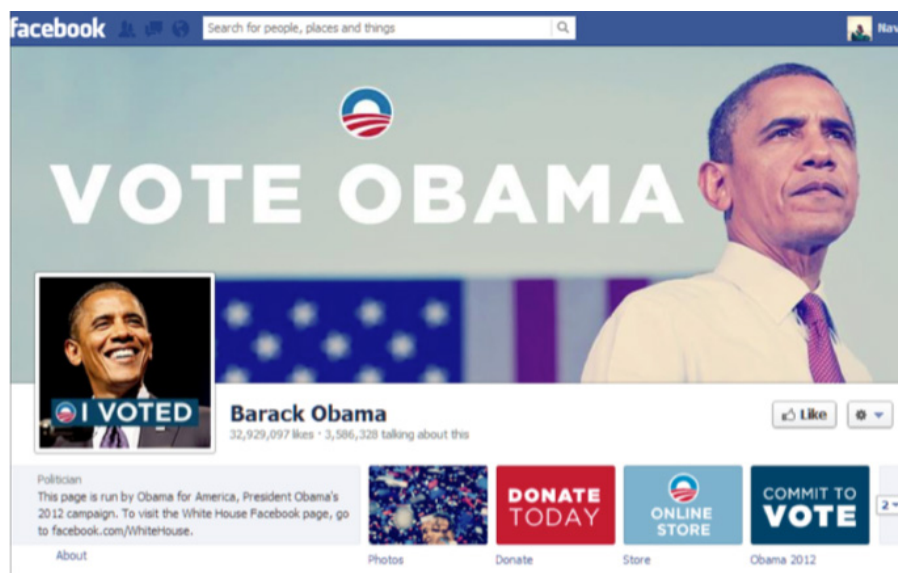 facebook
Search for people, places and things
VOTE OBAMA
I VOTED
Barack Obama
32,929,097 likes · 3,586,328 talking about this
Like
Politician
This page is run by Obama for America, President Obama's
2012 campaign. To visit the White House Facebook page, go
to facebook.com/WhiteHouse.
About
DONATE
TODAY
ONLINE
STORE
COMMIT TO
VOTE
2
Photos
Donate
Store
Obama 2012